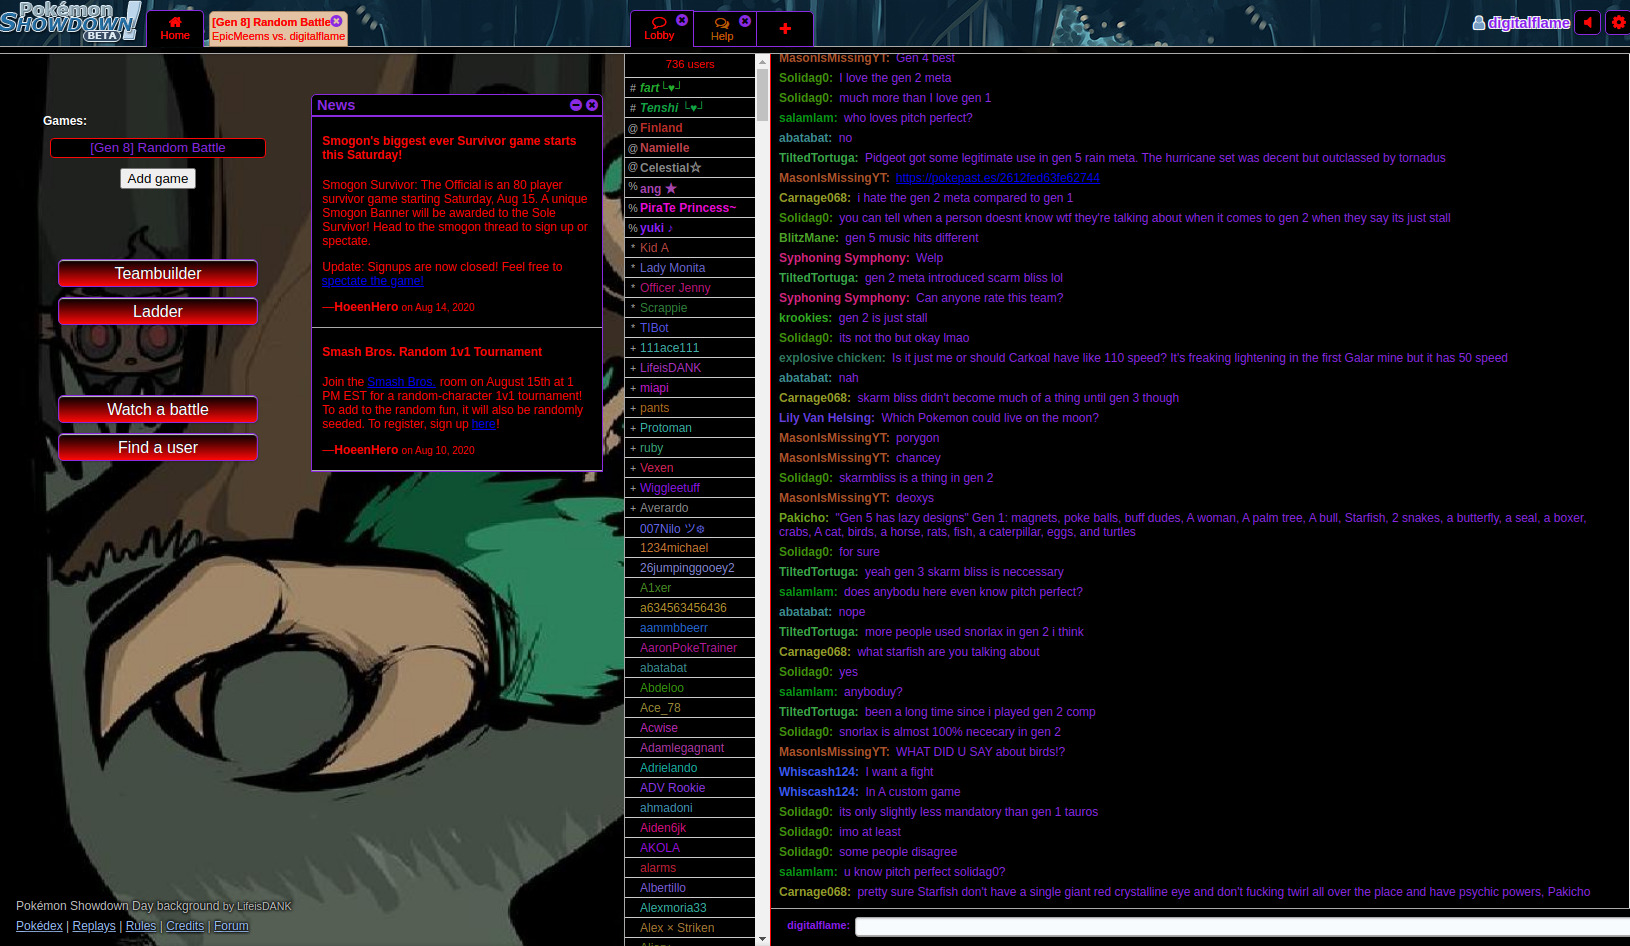 Pokémon
SHOWDOWN!
BETA
Home
[Gen 8] Random Battle
EpicMeems vs. digitalflame
Lobby
Help
digitalflame
Games:
[Gen 8] Random Battle
Add game
Teambuilder
Ladder
Watch a battle
Find a user
News
Smogon's biggest ever Survivor game starts
this Saturday!
Smogon Survivor: The Official is an 80 player
survivor game starting Saturday, Aug 15. A unique
Smogon Banner will be awarded to the Sole
Survivor! Head to the smogon thread to sign up or
spectate.
Update: Signups are now closed! Feel free to
spectate the game!
—HoeenHero on Aug 14, 2020
Smash Bros. Random 1v1 Tournament
Join the Smash Bros. room on August 15th at 1
PM EST for a random-character 1v1 tournament!
To add to the random fun, it will also be randomly
seeded. To register, sign up here!
—HoeenHero on Aug 10, 2020
Pokémon Showdown Day background by LifeisDANK
Pokédex | Replays | Rules | Credits | Forum
736 users
# fart└♥┘
# Tenshi └♥┘
@ Finland
@ Namielle
@ Celestial☆
% ang ★
% PiraTe Princess~
% yuki ♪
* Kid A
* Lady Monita
* Officer Jenny
* Scrappie
* TIBot
+ 111ace111
+ LifeisDANK
+ miapi
+ pants
+ Protoman
+ ruby
+ Vexen
+ Wiggleetuff
+ Averardo
007Nilo ツ❆
1234michael
26jumpinggooey2
A1xer
a634563456436
aammbbeerr
AaronPokeTrainer
abatabat
Abdeloo
Ace_78
Acwise
Adamlegagnant
Adrielando
ADV Rookie
ahmadoni
Aiden6jk
AKOLA
alarms
Albertillo
Alexmoria33
Alex × Striken
MasonIsMissingYT: Gen 4 best
Solidag0: I love the gen 2 meta
Solidag0: much more than I love gen 1
salamlam: who loves pitch perfect?
abatabat: no
TiltedTortuga: Pidgeot got some legitimate use in gen 5 rain meta. The hurricane set was decent but outclassed by tornadus
MasonIsMissingYT: https://pokepast.es/2612fed63fe62744
Carnage068: i hate the gen 2 meta compared to gen 1
Solidag0: you can tell when a person doesnt know wtf they're talking about when it comes to gen 2 when they say its just stall
BlitzMane: gen 5 music hits different
Syphoning Symphony: Welp
TiltedTortuga: gen 2 meta introduced scarm bliss lol
Syphoning Symphony: Can anyone rate this team?
krookies: gen 2 is just stall
Solidag0: its not tho but okay lmao
explosive chicken: Is it just me or should Carkoal have like 110 speed? It's freaking lightening in the first Galar mine but it has 50 speed
abatabat: nah
Carnage068: skarm bliss didn't become much of a thing until gen 3 though
Lily Van Helsing: Which Pokemon could live on the moon?
MasonIsMissingYT: porygon
MasonIsMissingYT: chancey
Solidag0: skarmbliss is a thing in gen 2
MasonIsMissingYT: deoxys
Pakicho: "Gen 5 has lazy designs" Gen 1: magnets, poke balls, buff dudes, A woman, A palm tree, A bull, Starfish, 2 snakes, a butterfly, a seal, a boxer,
crabs, A cat, birds, a horse, rats, fish, a caterpillar, eggs, and turtles
Solidag0: for sure
TiltedTortuga: yeah gen 3 skarm bliss is neccessary
salamlam: does anybodu here even know pitch perfect?
abatabat: nope
TiltedTortuga: more people used snorlax in gen 2 i think
Carnage068: what starfish are you talking about
Solidag0: yes
salamlam: anyboduy?
TiltedTortuga: been a long time since i played gen 2 comp
Solidag0: snorlax is almost 100% nececary in gen 2
MasonIsMissingYT: WHAT DID U SAY about birds!?
Whiscash124: I want a fight
Whiscash124: In A custom game
Solidag0: its only slightly less mandatory than gen 1 tauros
Solidag0: imo at least
Solidag0: some people disagree
salamlam: u know pitch perfect solidag0?
Carnage068: pretty sure Starfish don't have a single giant red crystalline eye and don't fucking twirl all over the place and have psychic powers, Pakicho
digitalflame: